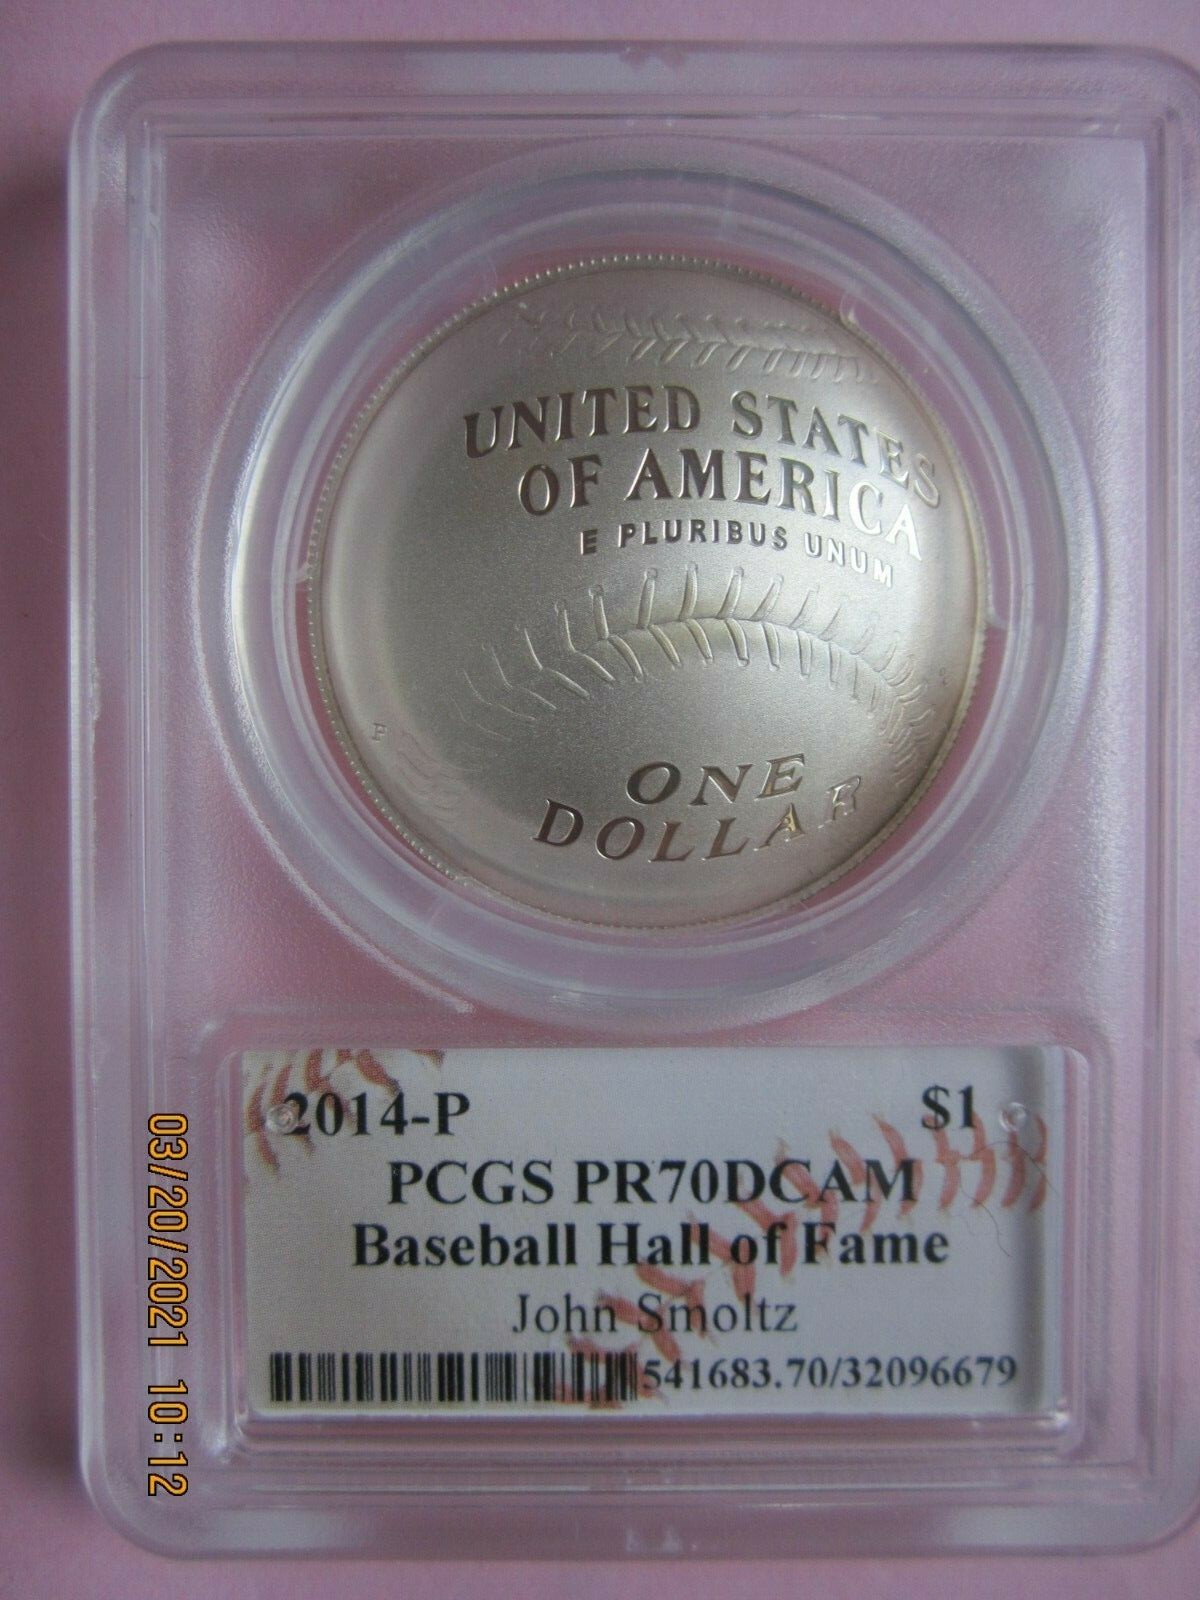 UNITED STATES
OF AMERICA
E PLURIBUS UNUM
P
ONE
DOLLAR
2014-P $1
PCGS PR70DCAM
Baseball Hall of Fame
John Smoltz
541683.70/32096679
03/20/2021 10:12